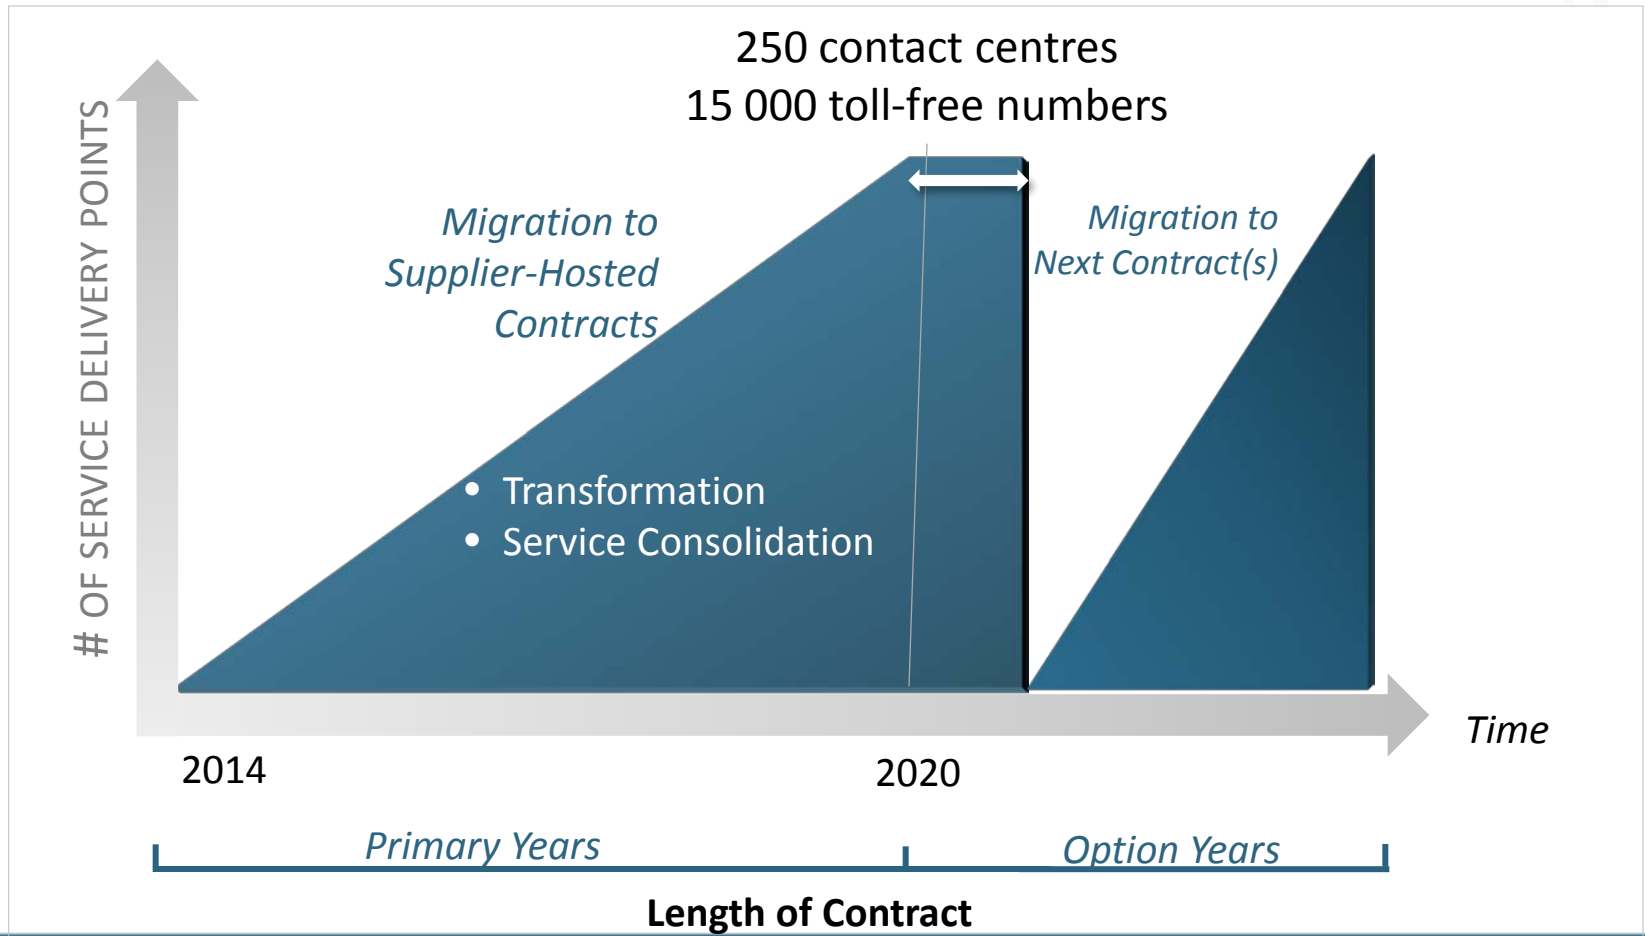 250 contact centres
15 000 toll-free numbers
# OF SERVICE DELIVERY POINTS
Migration to
Supplier-Hosted
Contracts
Migration to
Next Contract(s)
• Transformation
• Service Consolidation
Time
2014
2020
Primary Years
Option Years
Length of Contract